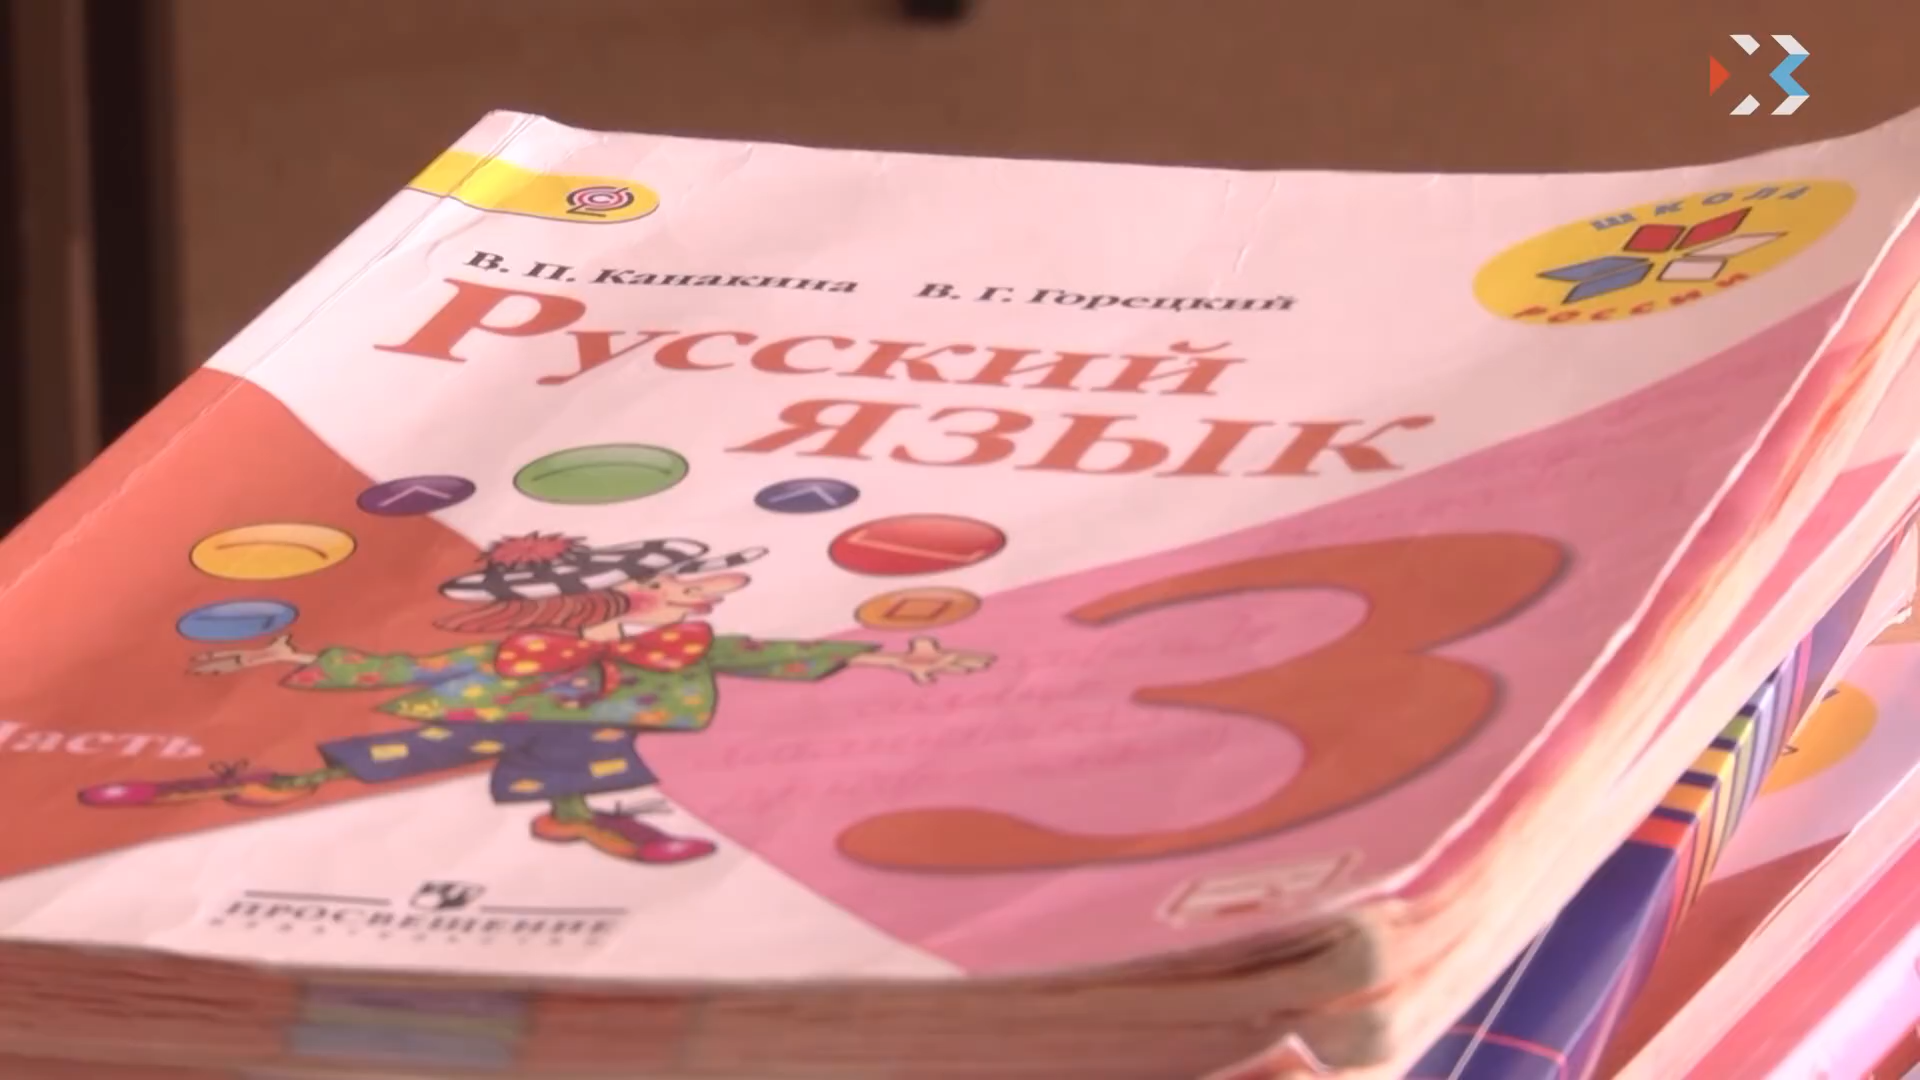 ШКОЛА
РОССИИ
В. П. Канакина В. Г. Горецкий
Русский
язык
3
Часть
ПРОСВЕЩЕНИЕ